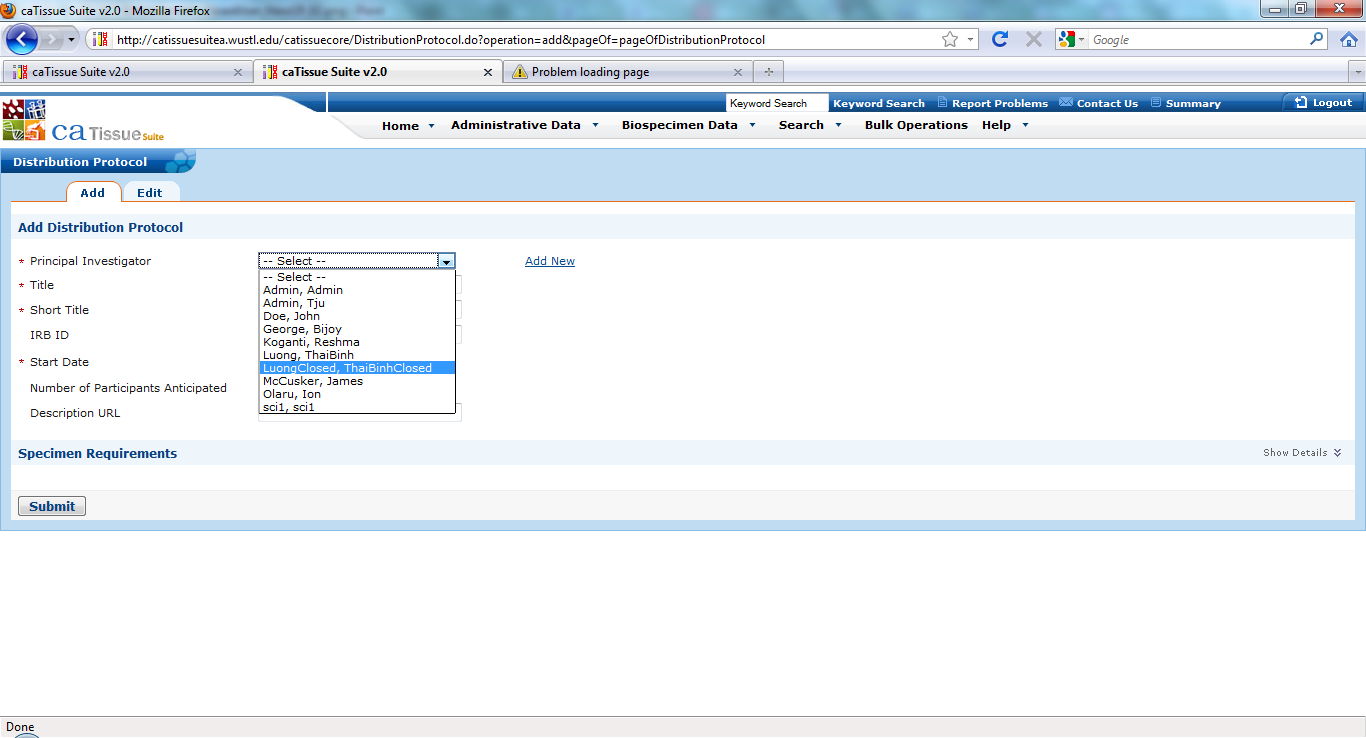 caTissue Suite v2.0 - Mozilla Firefox
http://catissuesuitea.wustl.edu/catissuecore/DistributionProtocol.do?operation=add&pageOf=pageOfDistributionProtocol
Google
caTissue Suite v2.0
caTissue Suite v2.0
Problem loading page
Keyword Search
Keyword Search
Report Problems
Contact Us
Summary
Logout
ca Tissue Suite
Home
Administrative Data
Biospecimen Data
Search
Bulk Operations
Help
Distribution Protocol
Add
Edit
Add Distribution Protocol
* Principal Investigator
-- Select --
Add New
-- Select --
Admin, Admin
Admin, Tju
Doe, John
George, Bijoy
Koganti, Reshma
Luong, ThaiBinh
LuongClosed, ThaiBinhClosed
McCusker, James
Olaru, Ion
sci1, sci1
* Title
* Short Title
IRB ID
* Start Date
Number of Participants Anticipated
Description URL
Specimen Requirements
Show Details
Submit
Done